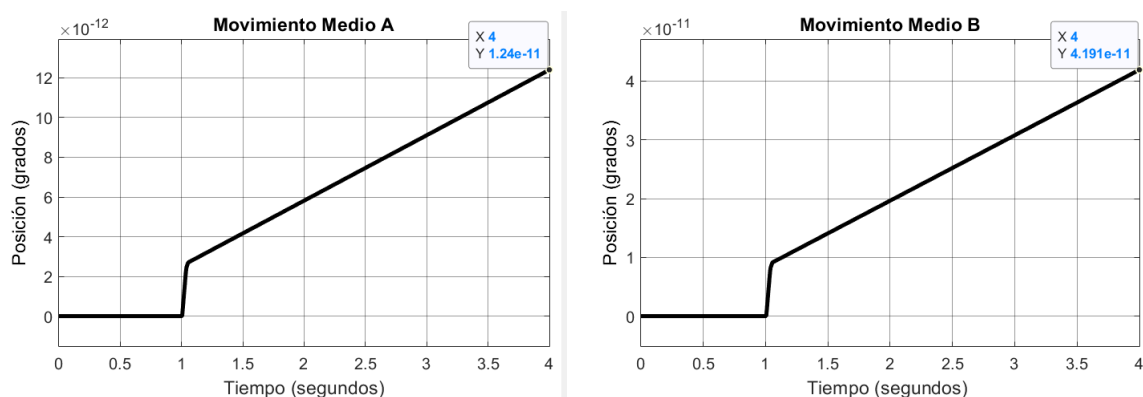 Movimiento Medio A
×10⁻¹²
X 4
Y 1.24e-11
12
10
8
6
4
2
0
Posición (grados)
0 0.5 1 1.5 2 2.5 3 3.5 4
Tiempo (segundos)
Movimiento Medio B
×10⁻¹¹
X 4
Y 4.191e-11
4
3
2
1
0
Posición (grados)
0 0.5 1 1.5 2 2.5 3 3.5 4
Tiempo (segundos)